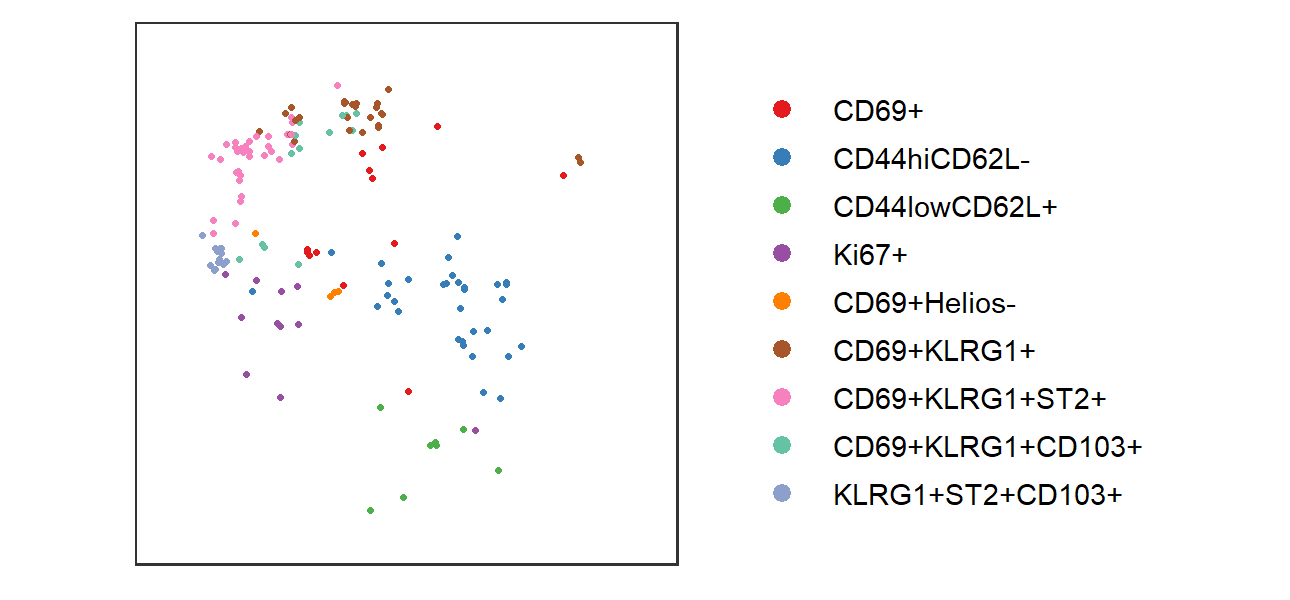 CD69+
CD44hiCD62L-
CD44lowCD62L+
Ki67+
CD69+Helios-
CD69+KLRG1+
CD69+KLRG1+ST2+
CD69+KLRG1+CD103+
KLRG1+ST2+CD103+